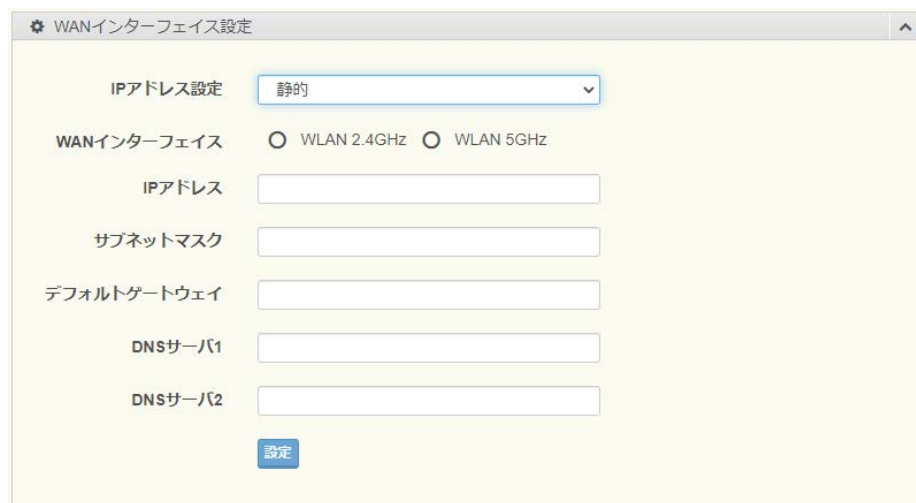 WANインターフェイス設定
IPアドレス設定 静的
WANインターフェイス WLAN 2.4GHz WLAN 5GHz
IPアドレス
サブネットマスク
デフォルトゲートウェイ
DNSサーバ1
DNSサーバ2
設定